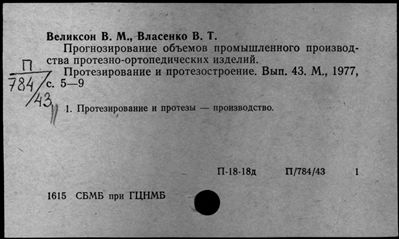 Великсон В. М., Власенко В. Т.
Прогнозирование объемов промышленного производ-
ства протезно-ортопедических изделий.
Протезирование и протезостроение. Вып. 43. М., 1977,
с. 5—9
П
784/43
1. Протезирование и протезы — производство.
П-18-18д П/784/43 1
1615 СБМБ при ГЦНМБ